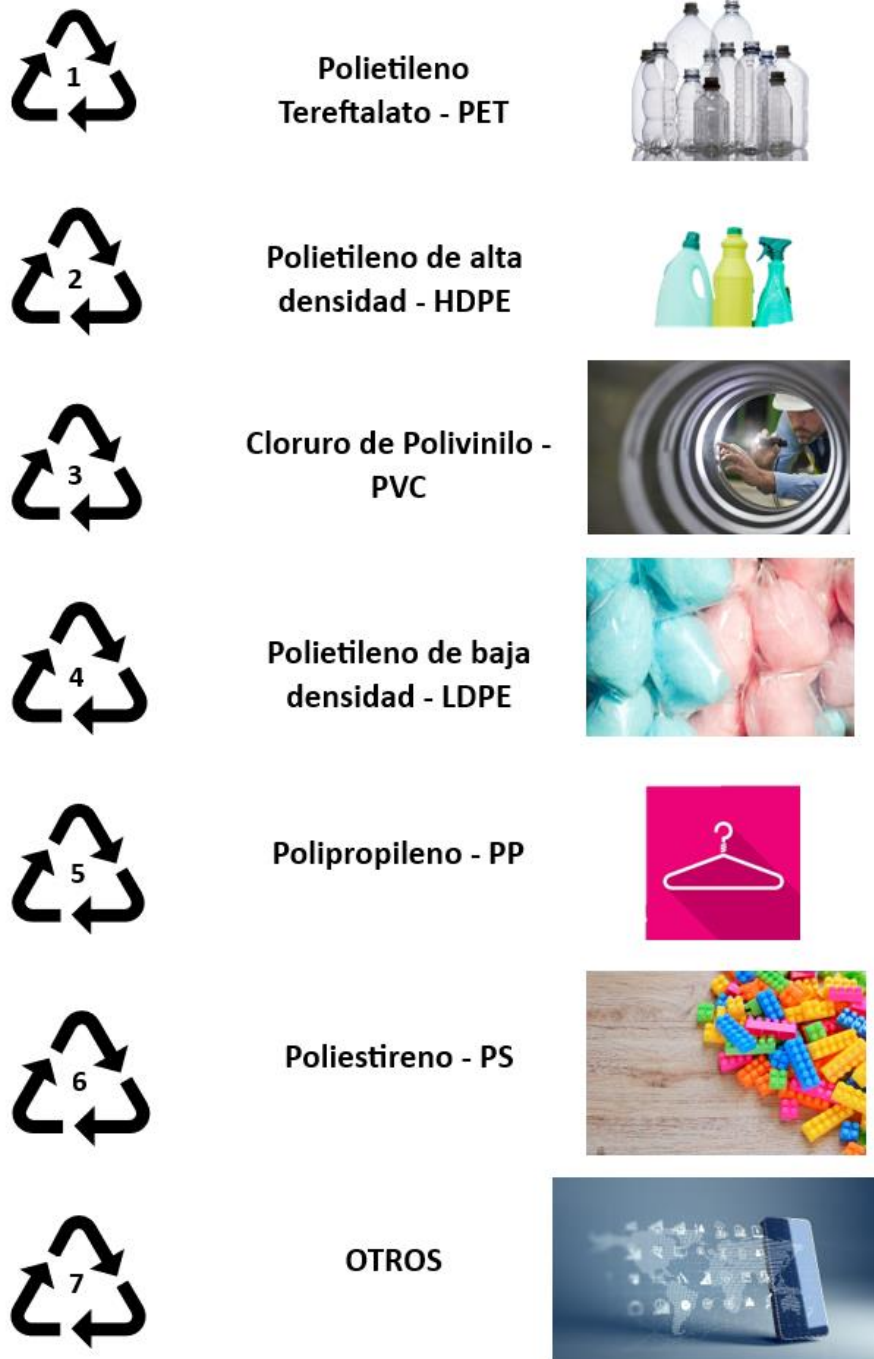 1
Polietileno
Tereftalato - PET
2
Polietileno de alta
densidad - HDPE
3
Cloruro de Polivinilo -
PVC
4
Polietileno de baja
densidad - LDPE
5
Polipropileno - PP
6
Poliestireno - PS
7
OTROS